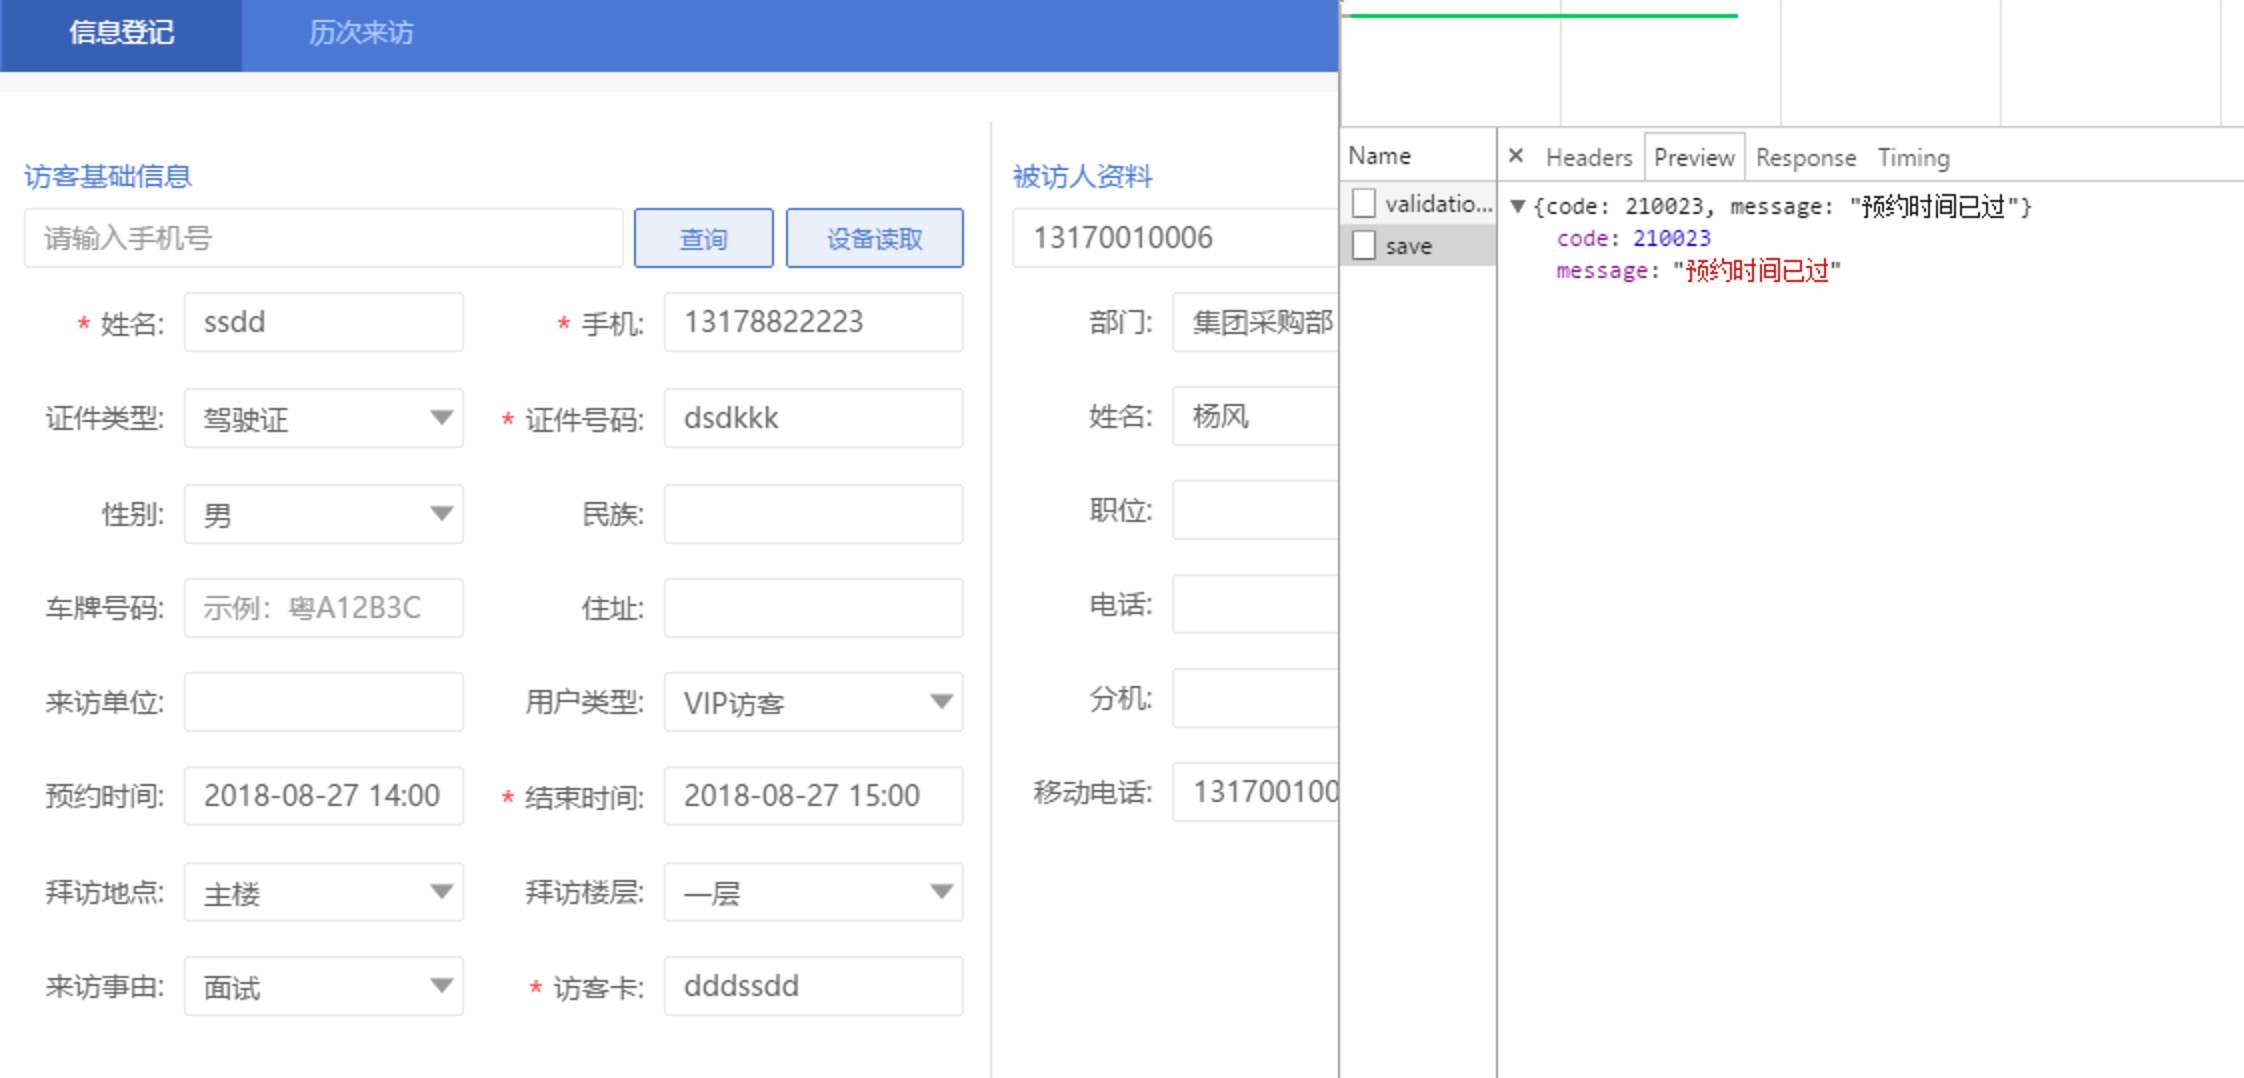 信息登记 历次来访
访客基础信息
请输入手机号 查询 设备读取
* 姓名: ssdd * 手机: 13178822223
证件类型: 驾驶证 * 证件号码: dsdkkk
性别: 男 民族:
车牌号码: 示例：粤A12B3C 住址:
来访单位: 用户类型: VIP访客
预约时间: 2018-08-27 14:00 * 结束时间: 2018-08-27 15:00
拜访地点: 主楼 拜访楼层: 一层
来访事由: 面试 * 访客卡: dddssdd
被访人资料
13170010006
部门: 集团采购部
姓名: 杨风
职位:
电话:
分机:
移动电话: 131700100
Name
validatio...
save
× Headers Preview Response Timing
▼{code: 210023, message: "预约时间已过"}
code: 210023
message: "预约时间已过"